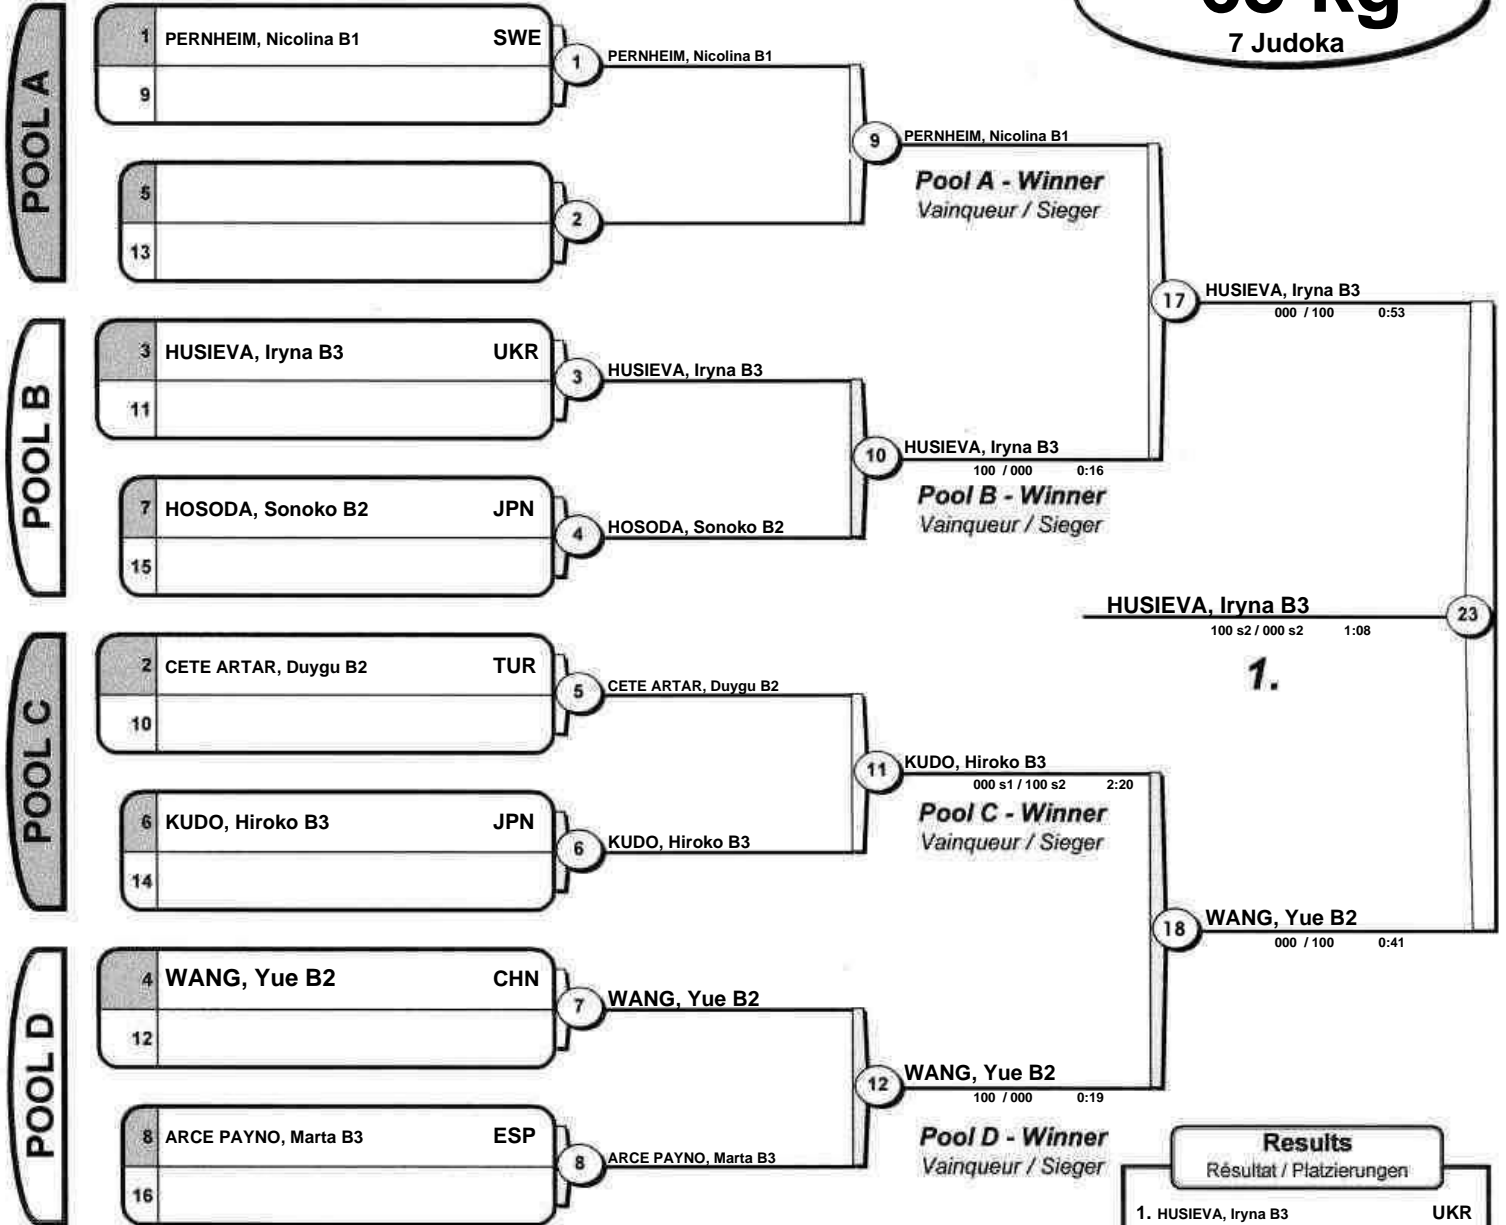 7 Judoka
POOL A
1 PERNHEIM, Nicolina B1 SWE
9
1
PERNHEIM, Nicolina B1
5
13
2
9
PERNHEIM, Nicolina B1
Pool A - Winner
Vainqueur / Sieger
POOL B
3 HUSIEVA, Iryna B3 UKR
11
3
HUSIEVA, Iryna B3
7 HOSODA, Sonoko B2 JPN
15
4
HOSODA, Sonoko B2
10
HUSIEVA, Iryna B3
100 / 000 0:16
Pool B - Winner
Vainqueur / Sieger
17
HUSIEVA, Iryna B3
000 / 100 0:53
POOL C
2 CETE ARTAR, Duygu B2 TUR
10
5
CETE ARTAR, Duygu B2
6 KUDO, Hiroko B3 JPN
14
6
KUDO, Hiroko B3
11
KUDO, Hiroko B3
000 s1 / 100 s2 2:20
Pool C - Winner
Vainqueur / Sieger
POOL D
4 WANG, Yue B2 CHN
12
7
WANG, Yue B2
8 ARCE PAYNO, Marta B3 ESP
16
8
ARCE PAYNO, Marta B3
12
WANG, Yue B2
100 / 000 0:19
Pool D - Winner
Vainqueur / Sieger
18
WANG, Yue B2
000 / 100 0:41
HUSIEVA, Iryna B3
100 s2 / 000 s2 1:08
23
1.
Results
Résultat / Platzierungen
1. HUSIEVA, Iryna B3 UKR